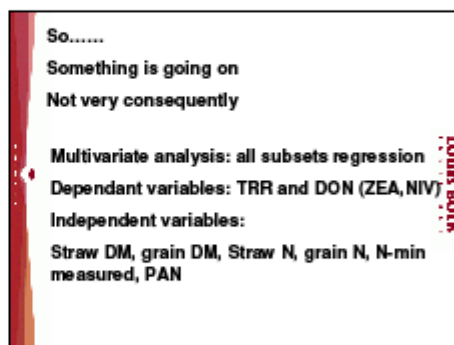 So......
Something is going on
Not very consequently
Multivariate analysis: all subsets regression
Dependant variables: TRR and DON (ZEA,NIV)
Independent variables:
Straw DM, grain DM, Straw N, grain N, N-min
measured, PAN